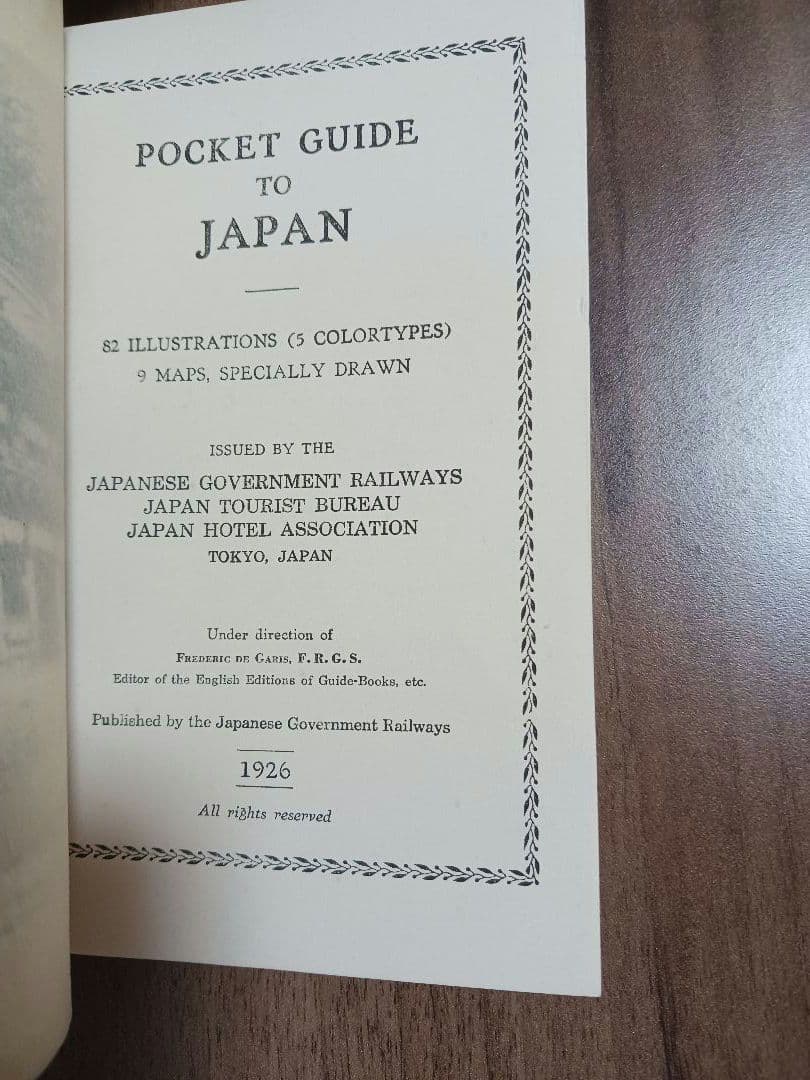 POCKET GUIDE
TO
JAPAN
82 ILLUSTRATIONS (5 COLORTYPES)
9 MAPS, SPECIALLY DRAWN
ISSUED BY THE
JAPANESE GOVERNMENT RAILWAYS
JAPAN TOURIST BUREAU
JAPAN HOTEL ASSOCIATION
TOKYO, JAPAN
Under direction of
FREDERIC DE GARIS, F. R. G. S.
Editor of the English Editions of Guide-Books, etc.
Published by the Japanese Government Railways
1926
All rights reserved